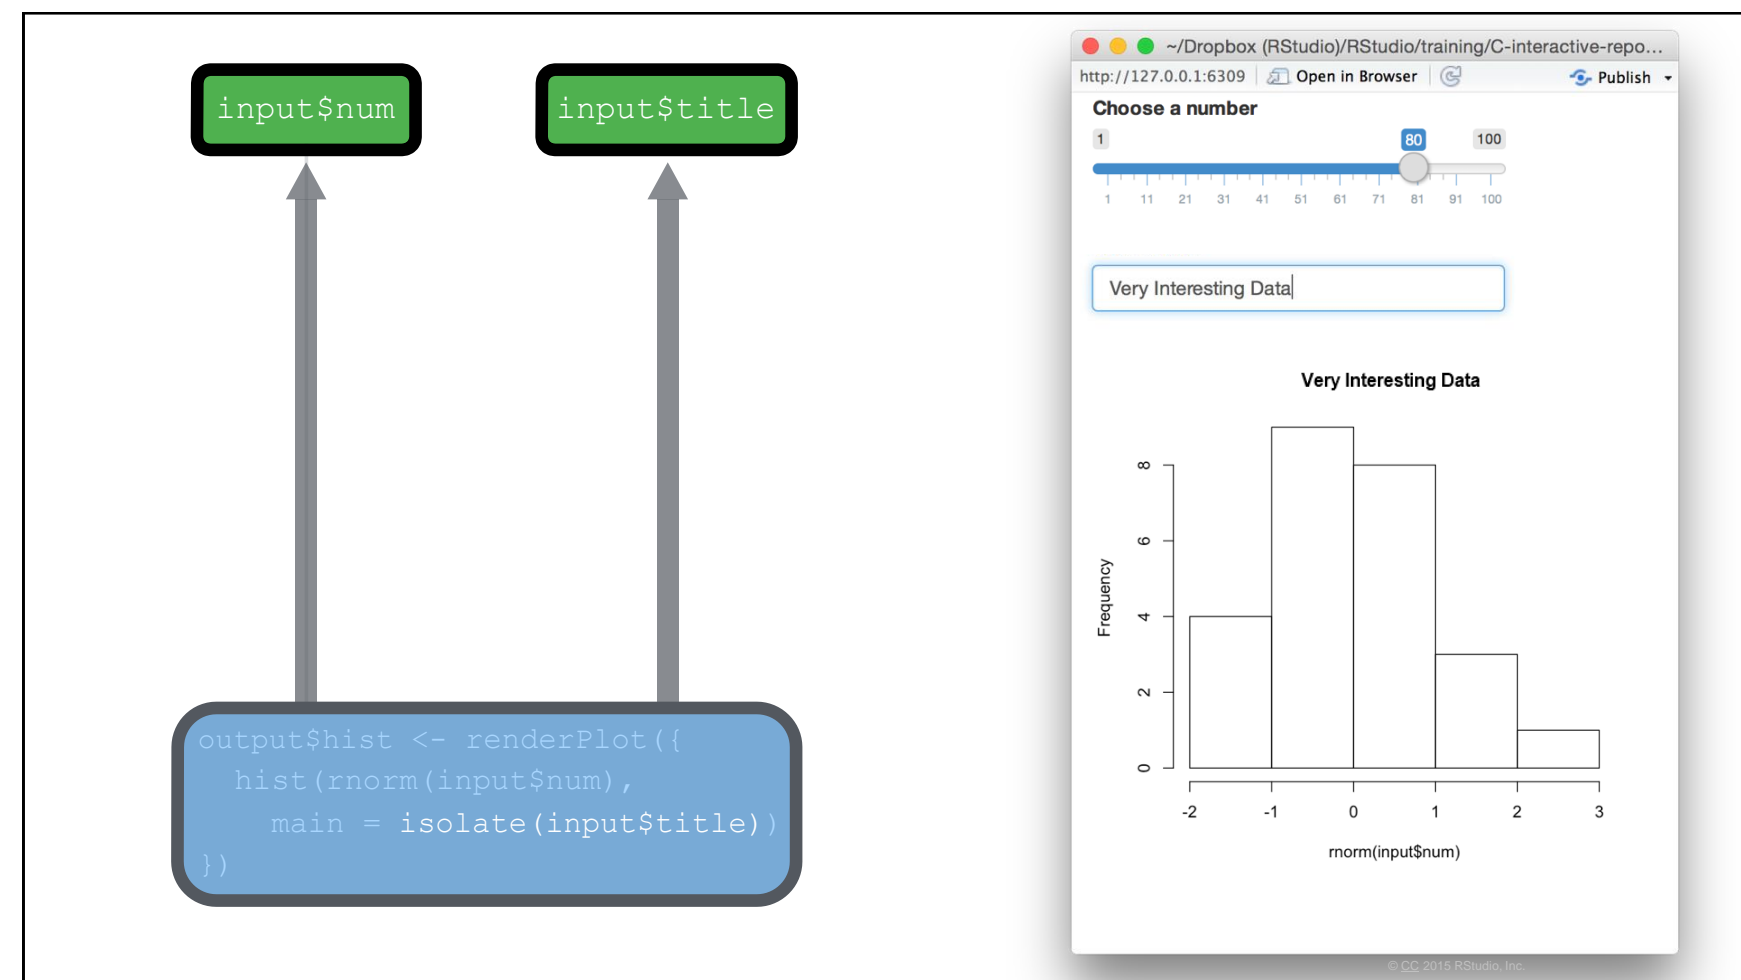 input$num
input$title
output$hist <- renderPlot({
hist(rnorm(input$num),
main = isolate(input$title))
})
~/Dropbox (RStudio)/RStudio/training/C-interactive-repo...
http://127.0.0.1:6309 Open in Browser Publish
Choose a number
1 80 100
1 11 21 31 41 51 61 71 81 91 100
Very Interesting Data
Very Interesting Data
8
6
4
2
0
Frequency
-2 -1 0 1 2 3
rnorm(input$num)
© CC 2015 RStudio, Inc.